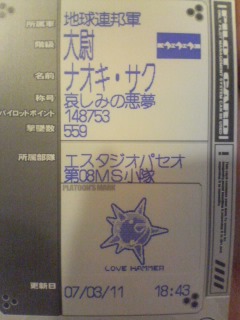 所属軍 地球連邦軍
階級 大尉
名前 ナオキ・サク
称号 哀しみの悪夢
パイロットポイント 148753
撃墜数 559
所属部隊 エスタジオパセオ
第08MS小隊
PLATOON'S MARK
LOVE HAMMER
更新日 07/03/11 18:43
PILOT CARD